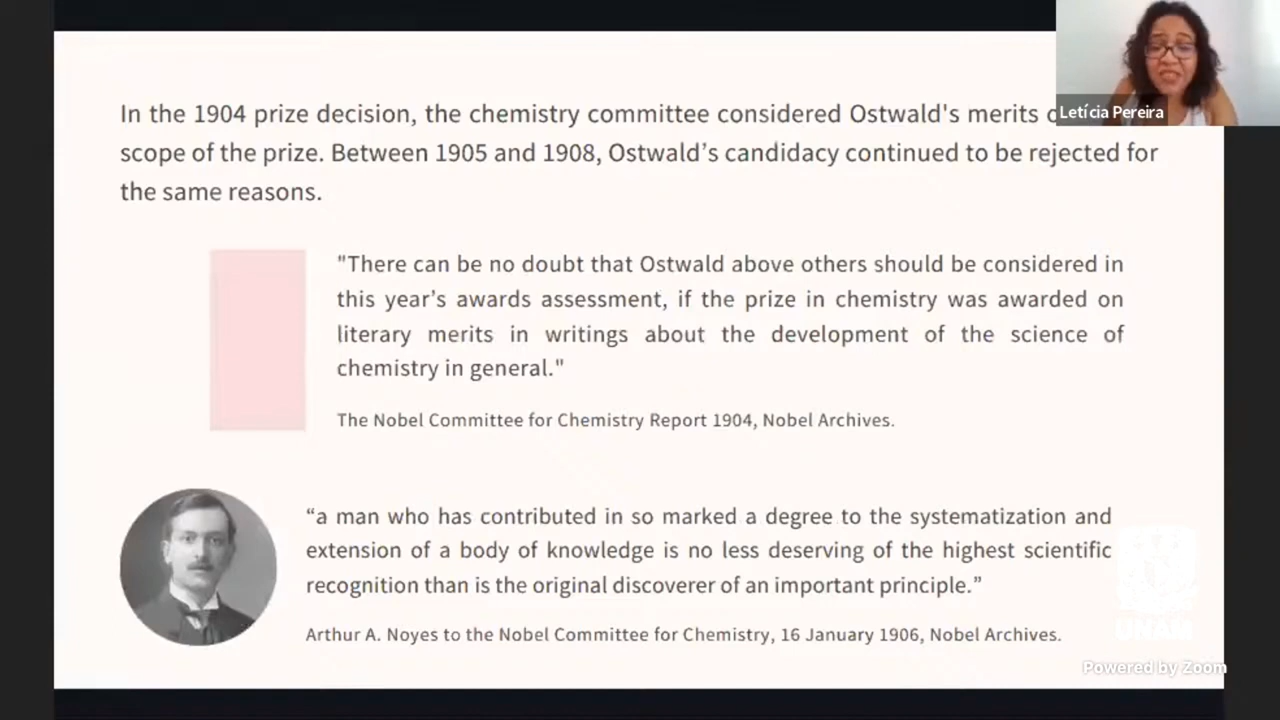 In the 1904 prize decision, the chemistry committee considered Ostwald's merits
Letícia Pereira
scope of the prize. Between 1905 and 1908, Ostwald’s candidacy continued to be rejected for
the same reasons.
"There can be no doubt that Ostwald above others should be considered in
this year’s awards assessment, if the prize in chemistry was awarded on
literary merits in writings about the development of the science of
chemistry in general."
The Nobel Committee for Chemistry Report 1904, Nobel Archives.
“a man who has contributed in so marked a degree to the systematization and
extension of a body of knowledge is no less deserving of the highest scientific
recognition than is the original discoverer of an important principle.”
Arthur A. Noyes to the Nobel Committee for Chemistry, 16 January 1906, Nobel Archives.
UNAM
Powered by Zoom